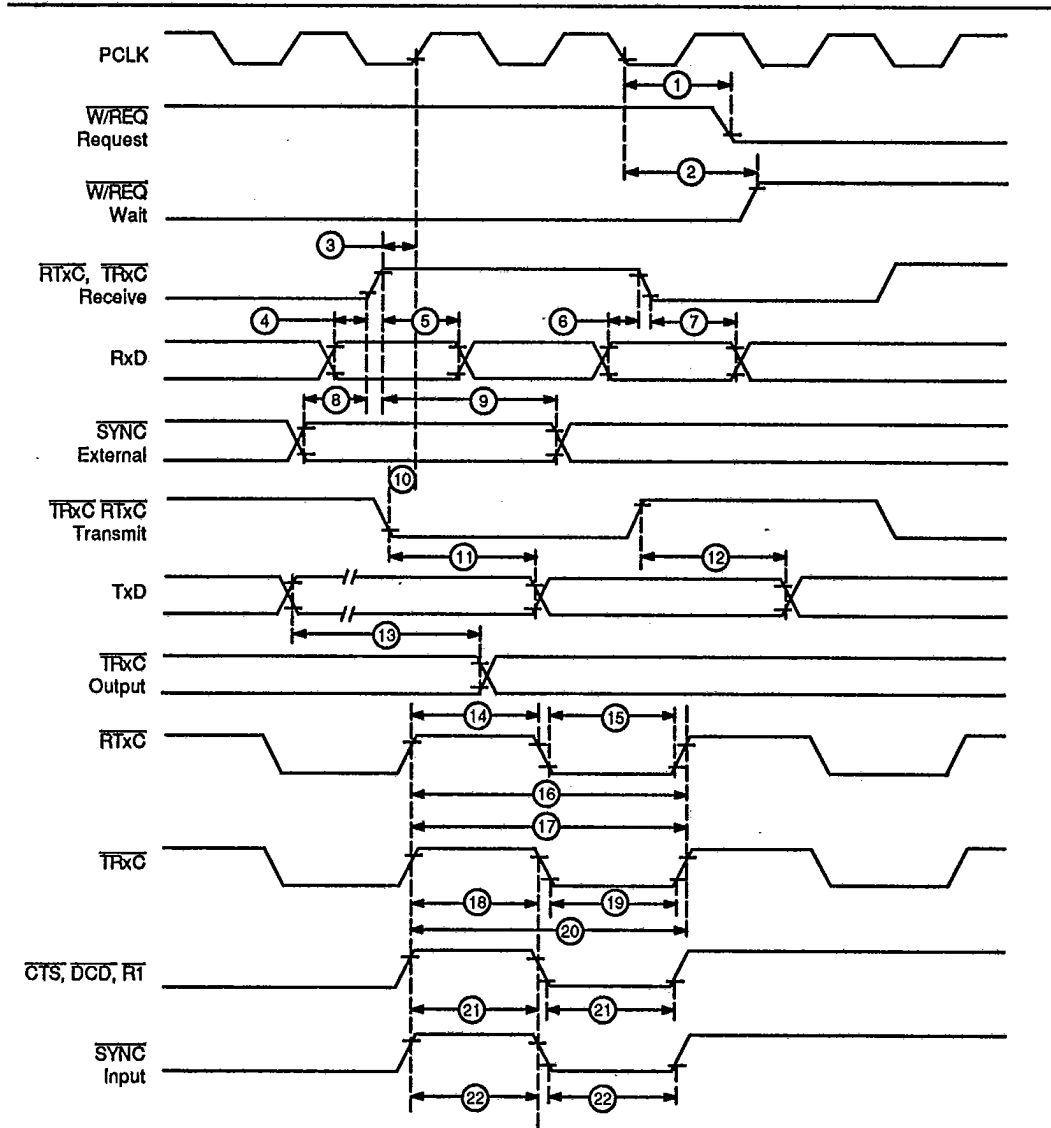 PCLK
1
W/REQ
Request
2
W/REQ
Wait
3
RTxC, TRxC
Receive
4
5
6
7
RxD
8
9
SYNC
External
10
TRxC RTxC
Transmit
11
12
TxD
13
TRxC
Output
14
15
RTxC
16
17
TRxC
18
19
20
CTS, DCD, R1
21
21
SYNC
Input
22
22